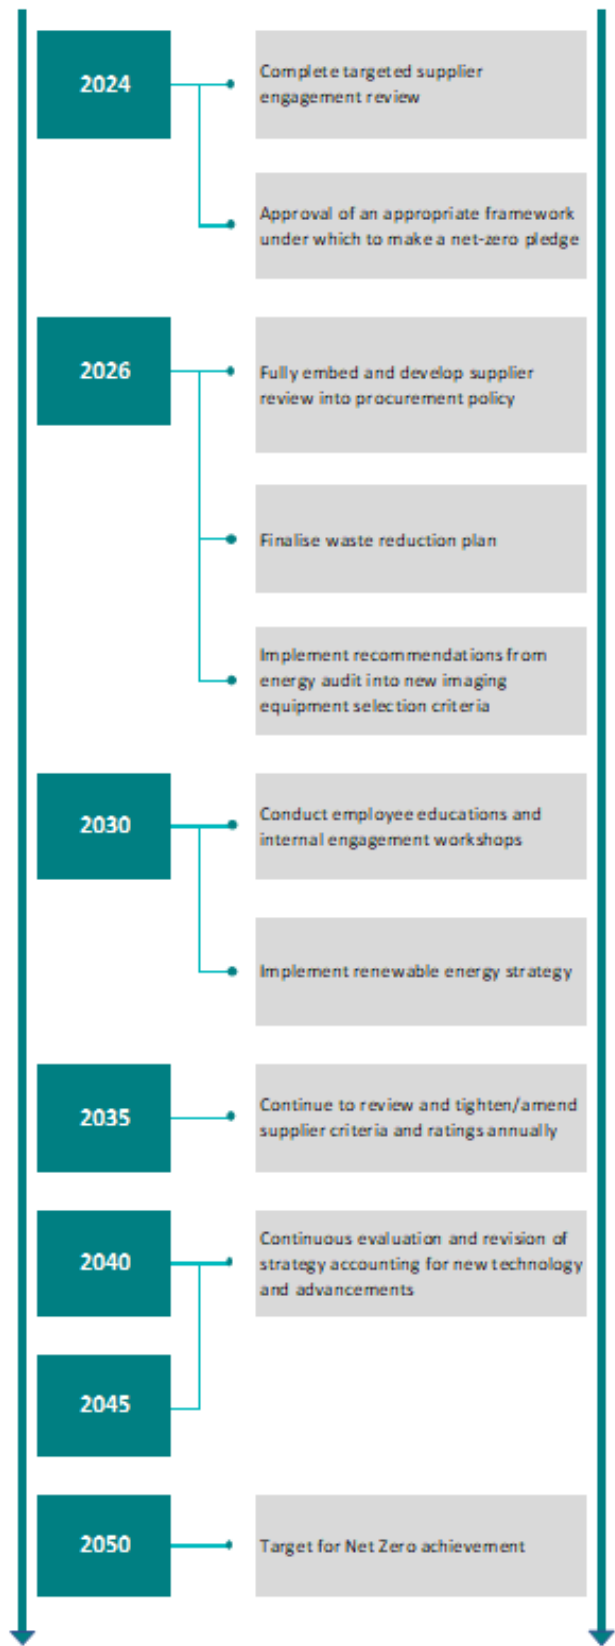 2024
Complete targeted supplier
engagement review
Approval of an appropriate framework
under which to make a net-zero pledge
2026
Fully embed and develop supplier
review into procurement policy
Finalise waste reduction plan
Implement recommendations from
energy audit into new imaging
equipment selection criteria
2030
Conduct employee educations and
internal engagement workshops
Implement renewable energy strategy
2035
Continue to review and tighten/amend
supplier criteria and ratings annually
2040
Continuous evaluation and revision of
strategy accounting for new technology
and advancements
2045
2050
Target for Net Zero achievement